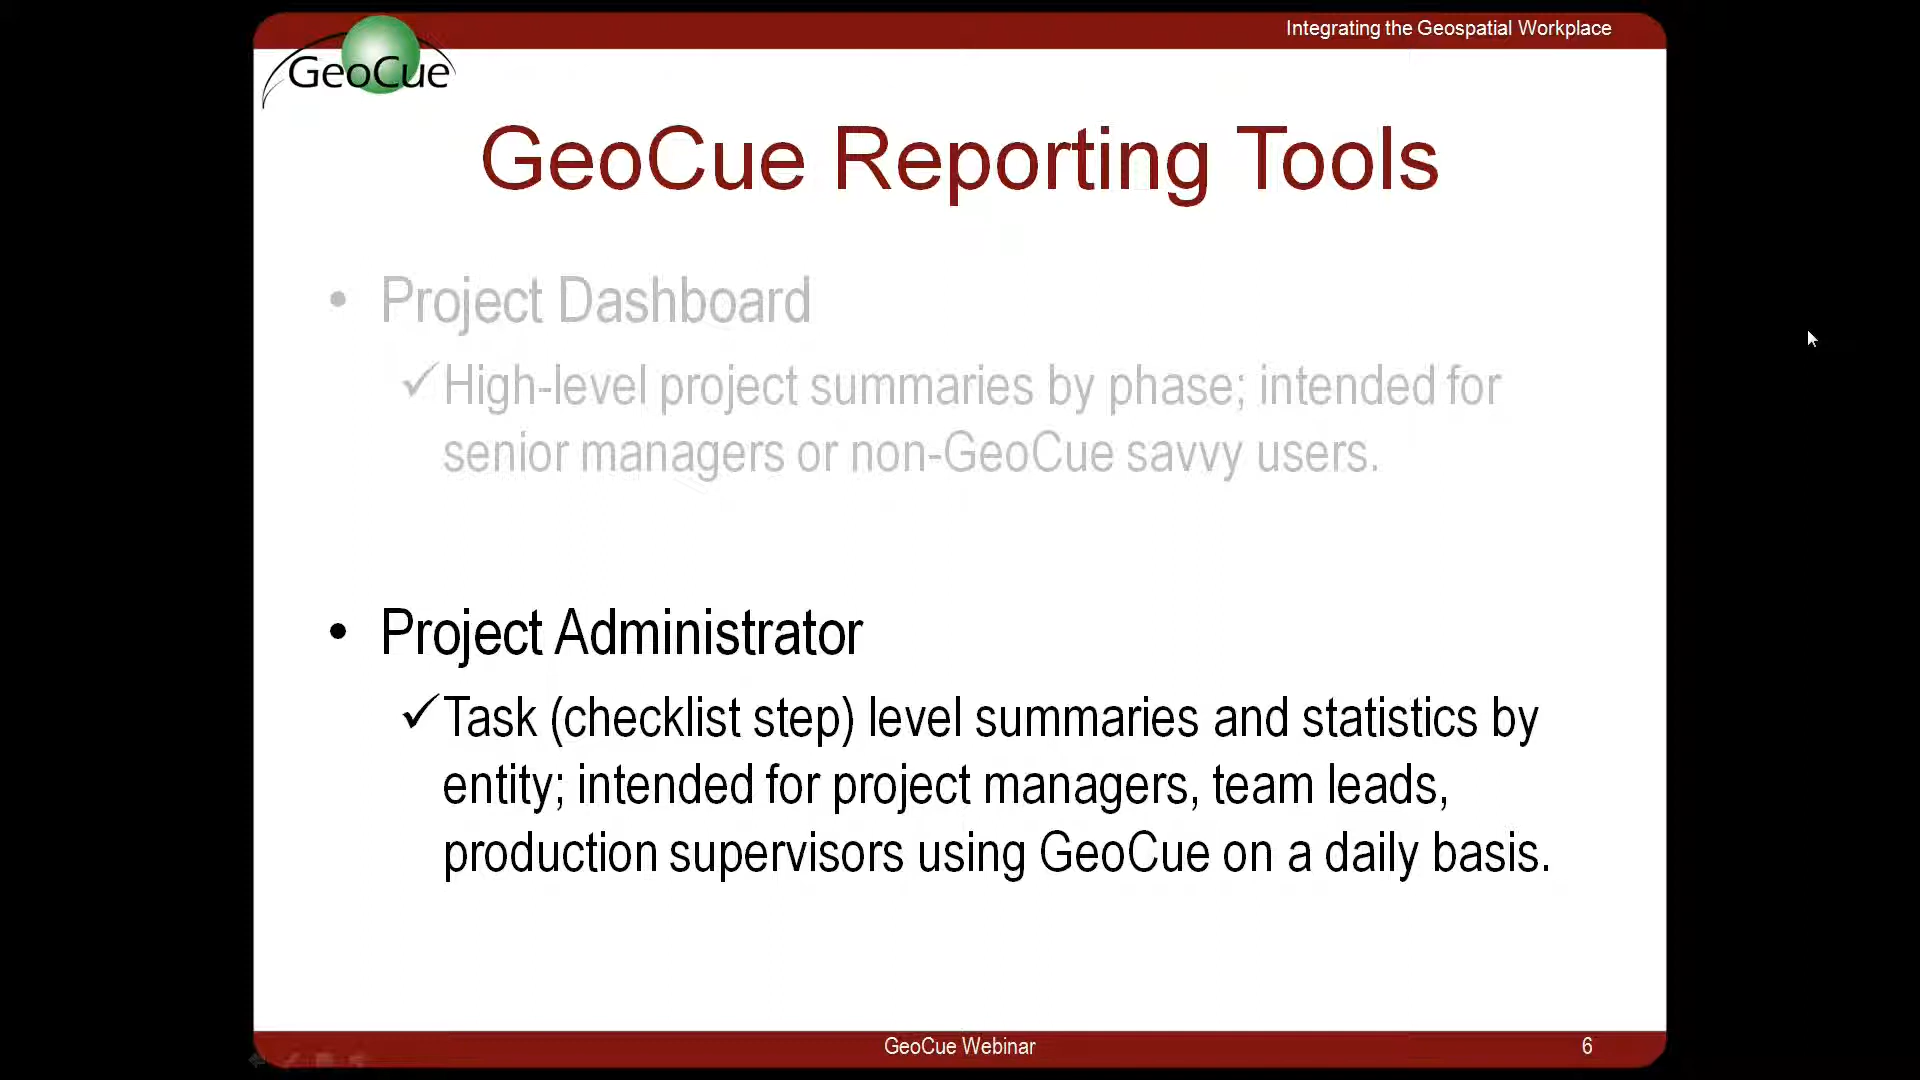 Integrating the Geospatial Workplace
GeoCue
GeoCue Reporting Tools
• Project Dashboard
✓High-level project summaries by phase; intended for
senior managers or non-GeoCue savvy users.
• Project Administrator
✓Task (checklist step) level summaries and statistics by
entity; intended for project managers, team leads,
production supervisors using GeoCue on a daily basis.
GeoCue Webinar
6